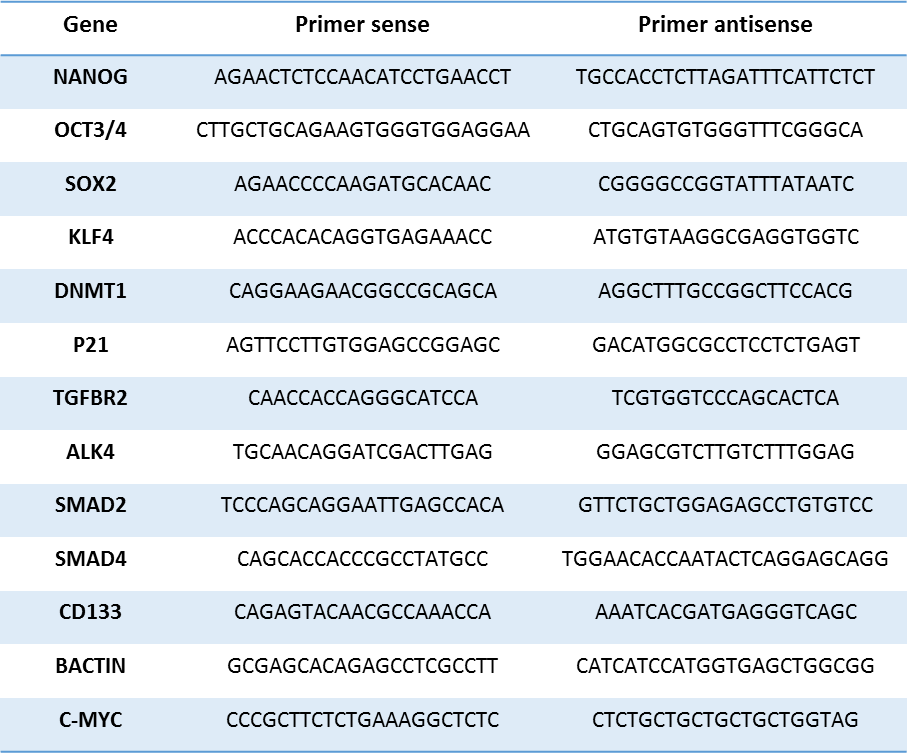 Gene Primer sense Primer antisense
NANOG AGAACTCTCCAACATCCTGAACCT TGCCACCTCTTAGATTTCATTCTCT
OCT3/4 CTTGCTGCAGAAGTGGGTGGAGGAA CTGCAGTGTGGGTTTCGGGCA
SOX2 AGAACCCCAAGATGCACAAC CGGGGCCGGTATTTATAATC
KLF4 ACCCACACAGGTGAGAAACC ATGTGTAAGGCGAGGTGGTC
DNMT1 CAGGAAGAACGGCCGCAGCA AGGCTTTGCCGGCTTCCACG
P21 AGTTCCTTGTGGAGCCGGAGC GACATGGCGCCTCCTCTGAGT
TGFBR2 CAACCACCAGGGCATCCA TCGTGGTCCCAGCACTCA
ALK4 TGCAACAGGATCGACTTGAG GGAGCGTCTTGTCTTTGGAG
SMAD2 TCCCAGCAGGAATTGAGCCACA GTTCTGCTGGAGAGCCTGTGTCC
SMAD4 CAGCACCACCCGCCTATGCC TGGAACACCAATACTCAGGAGCAGG
CD133 CAGAGTACAACGCCAAACCA AAATCACGATGAGGGTCAGC
BACTIN GCGAGCACAGAGCCTCGCCTT CATCATCCATGGTGAGCTGGCGG
C-MYC CCCGCTTCTCTGAAAGGCTCTC CTCTGCTGCTGCTGCTGGTAG